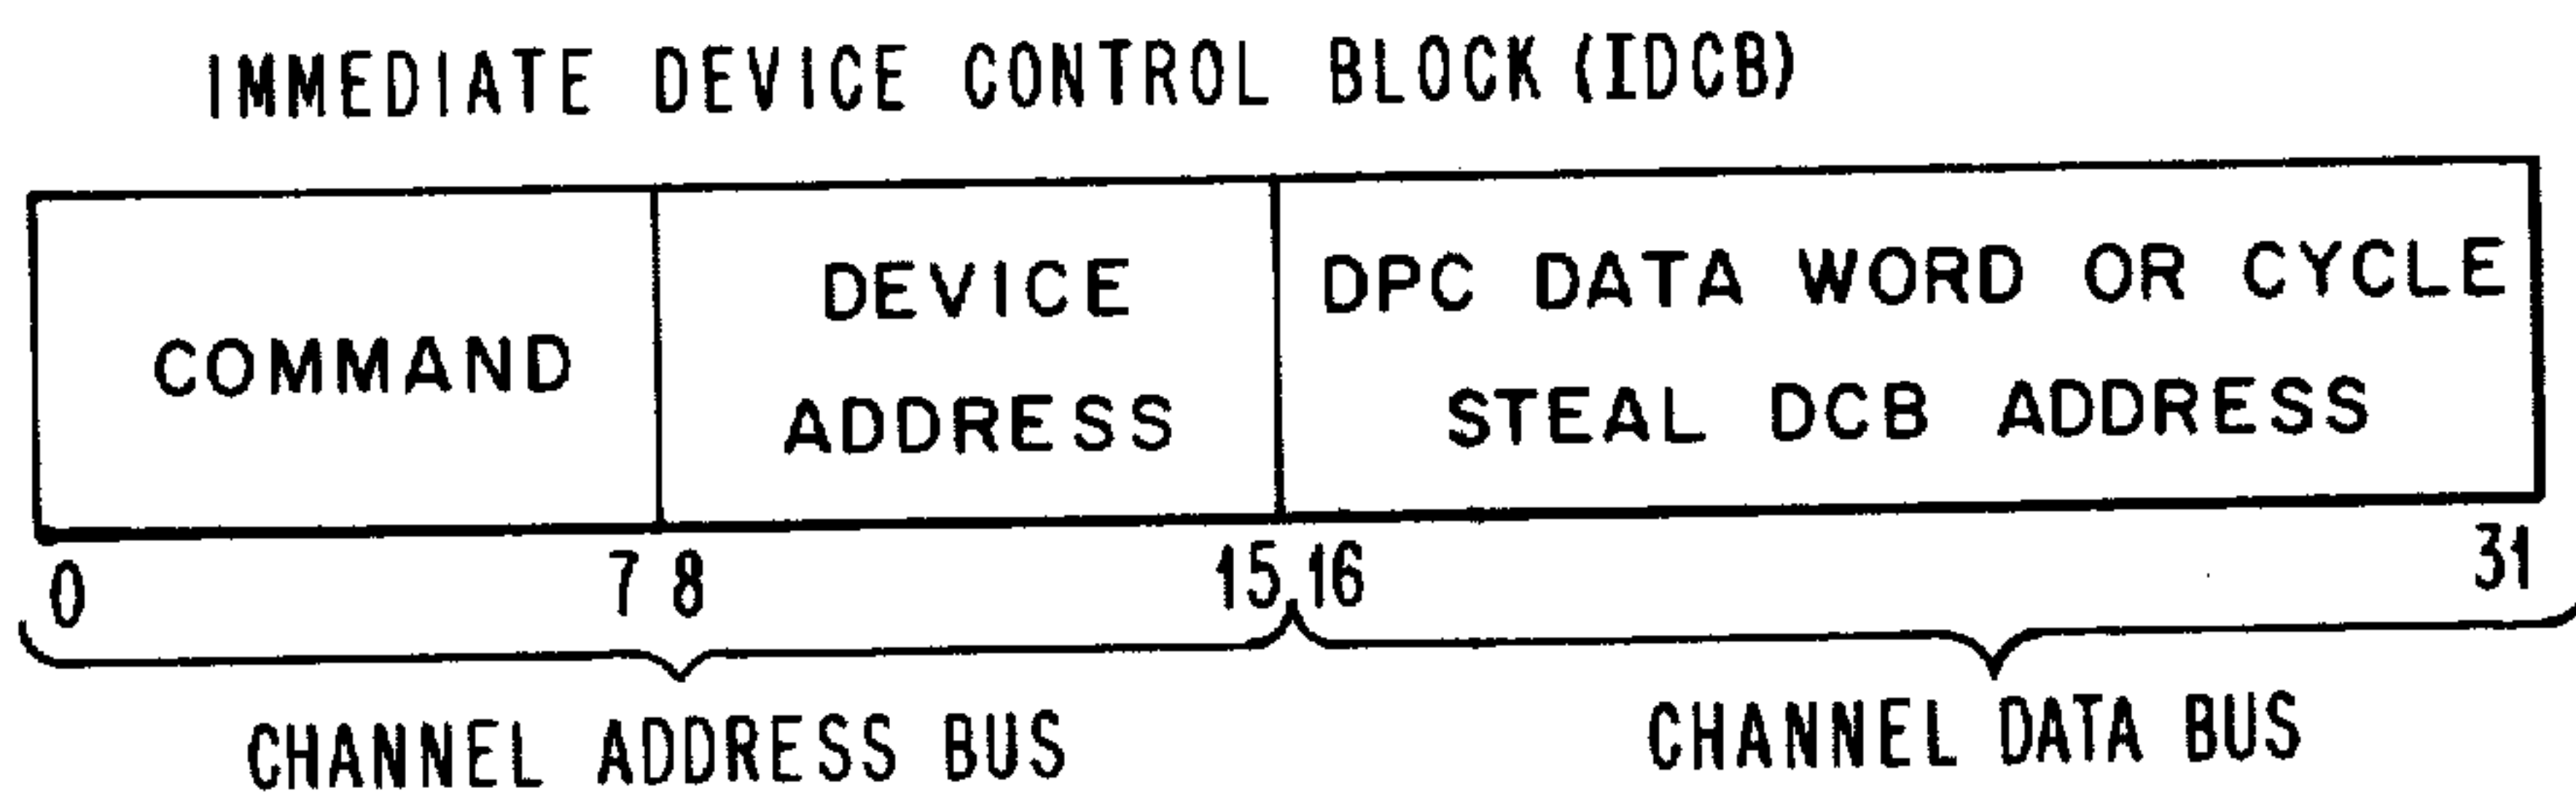 IMMEDIATE DEVICE CONTROL BLOCK (IDCB)
COMMAND
DEVICE
ADDRESS
DPC DATA WORD OR CYCLE
STEAL DCB ADDRESS
0 7 8 15 16 31
CHANNEL ADDRESS BUS
CHANNEL DATA BUS